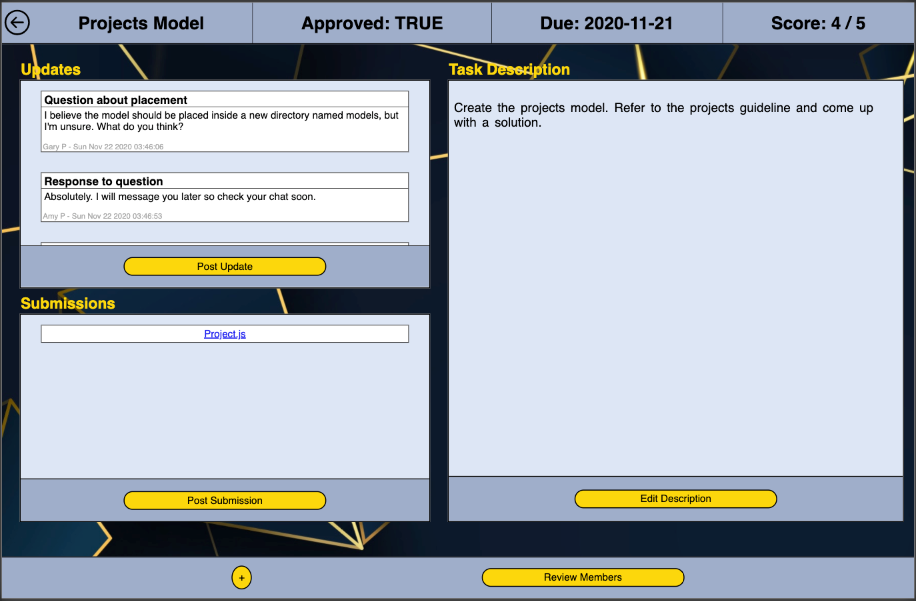 Projects Model
Approved: TRUE
Due: 2020-11-21
Score: 4 / 5
Updates
Question about placement
I believe the model should be placed inside a new directory named models, but
I'm unsure. What do you think?
Gary P - Sun Nov 22 2020 03:46:06
Response to question
Absolutely. I will message you later so check your chat soon.
Amy P - Sun Nov 22 2020 03:46:53
Post Update
Submissions
Project.js
Post Submission
Task Description
Create the projects model. Refer to the projects guideline and come up
with a solution.
Edit Description
+
Review Members